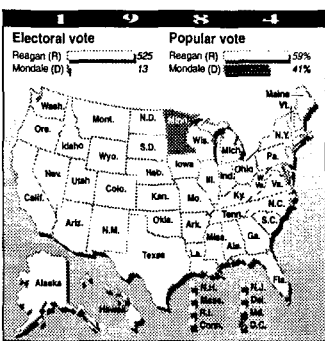 1 9 8 4
Electoral vote Popular vote
Reagan (R) 525 Reagan (R) 59%
Mondale (D) 13 Mondale (D) 41%
Maine
Wash. Vt.
Mont. N.D.
Ore. N.Y.
Idaho S.D. Wis. Mich.
Wyo. Pa.
Iowa Ohio
Nev. Neb. Ind.
Utah Ill. W. Va. Va.
Calif. Colo. Kan. Mo. Ky.
N.C.
Tenn.
Ariz. Okla. Ark. S.C.
N.M. Miss. Ala. Ga.
Texas La.
Fla.
Alaska N.H. N.J.
Hawaii Mass. Del.
R.I. Md.
Conn. D.C.